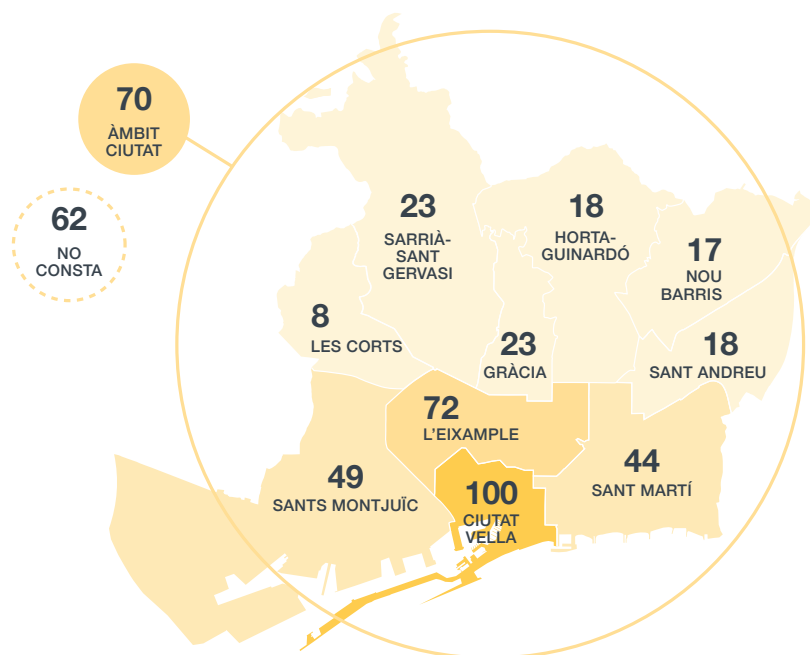 70
ÀMBIT
CIUTAT
62
NO
CONSTA
23
SARRIÀ-
SANT
GERVASI
18
HORTA-
GUINARDÓ
17
NOU
BARRIS
8
LES CORTS
23
GRÀCIA
18
SANT ANDREU
72
L'EIXAMPLE
49
SANTS MONTJUÏC
100
CIUTAT
VELLA
44
SANT MARTÍ